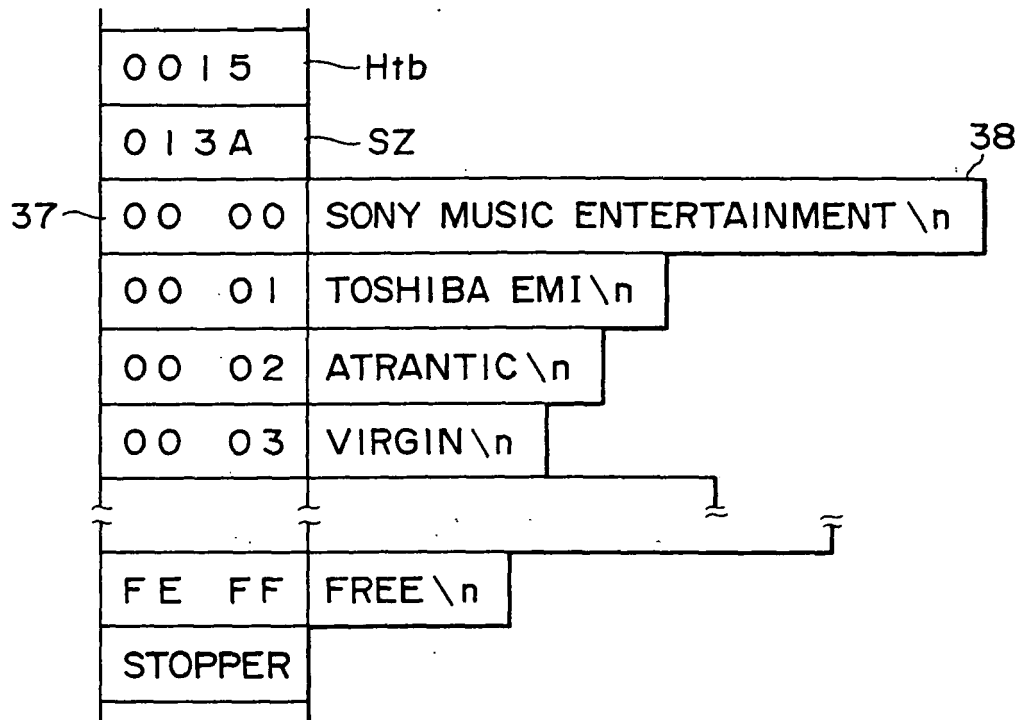 0015 Htb
013A SZ
38
37 00 00 SONY MUSIC ENTERTAINMENT \n
00 01 TOSHIBA EMI\n
00 02 ATRANTIC\n
00 03 VIRGIN\n
FE FF FREE\n
STOPPER